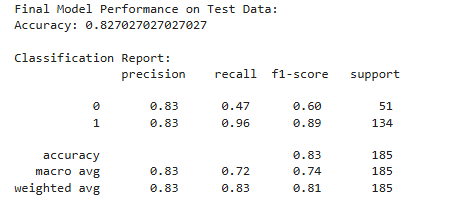 Final Model Performance on Test Data:
Accuracy: 0.827027027027027
Classification Report:
precision recall f1-score support
0 0.83 0.47 0.60 51
1 0.83 0.96 0.89 134
accuracy 0.83 185
macro avg 0.83 0.72 0.74 185
weighted avg 0.83 0.83 0.81 185